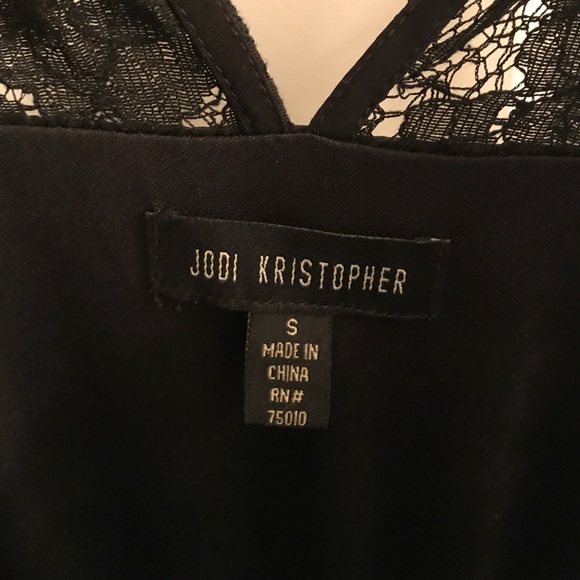 JODI KRISTOPHER
S
MADE IN
CHINA
RN#
75010